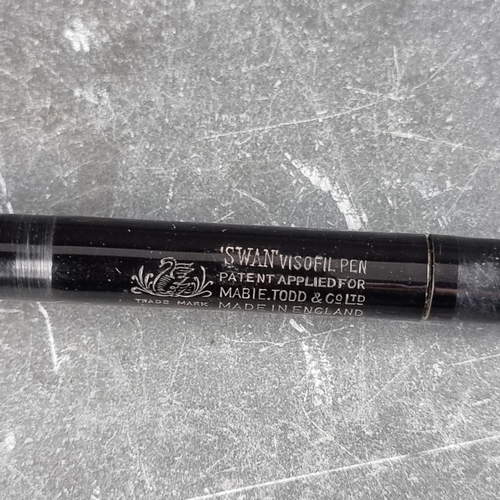 'SWAN' VISOFIL PEN
PATENT APPLIED FOR
MABIE. TODD & Co LTD
MADE IN ENGLAND
TRADE MARK